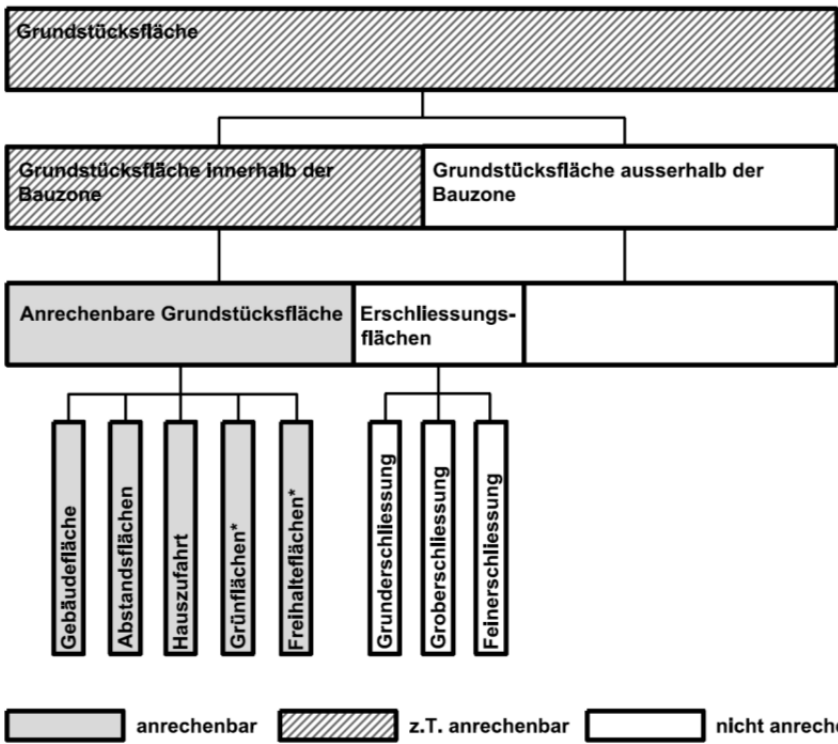 Grundstücksfläche
Grundstücksfläche innerhalb der
Bauzone
Grundstücksfläche ausserhalb der
Bauzone
Anrechenbare Grundstücksfläche
Erschliessungs-
flächen
Gebäudefläche
Abstandsflächen
Hauszufahrt
Grünflächen*
Freihalteflächen*
Grunderschliessung
Groberschliessung
Feinerschliessung
anrechenbar
z.T. anrechenbar
nicht anreche